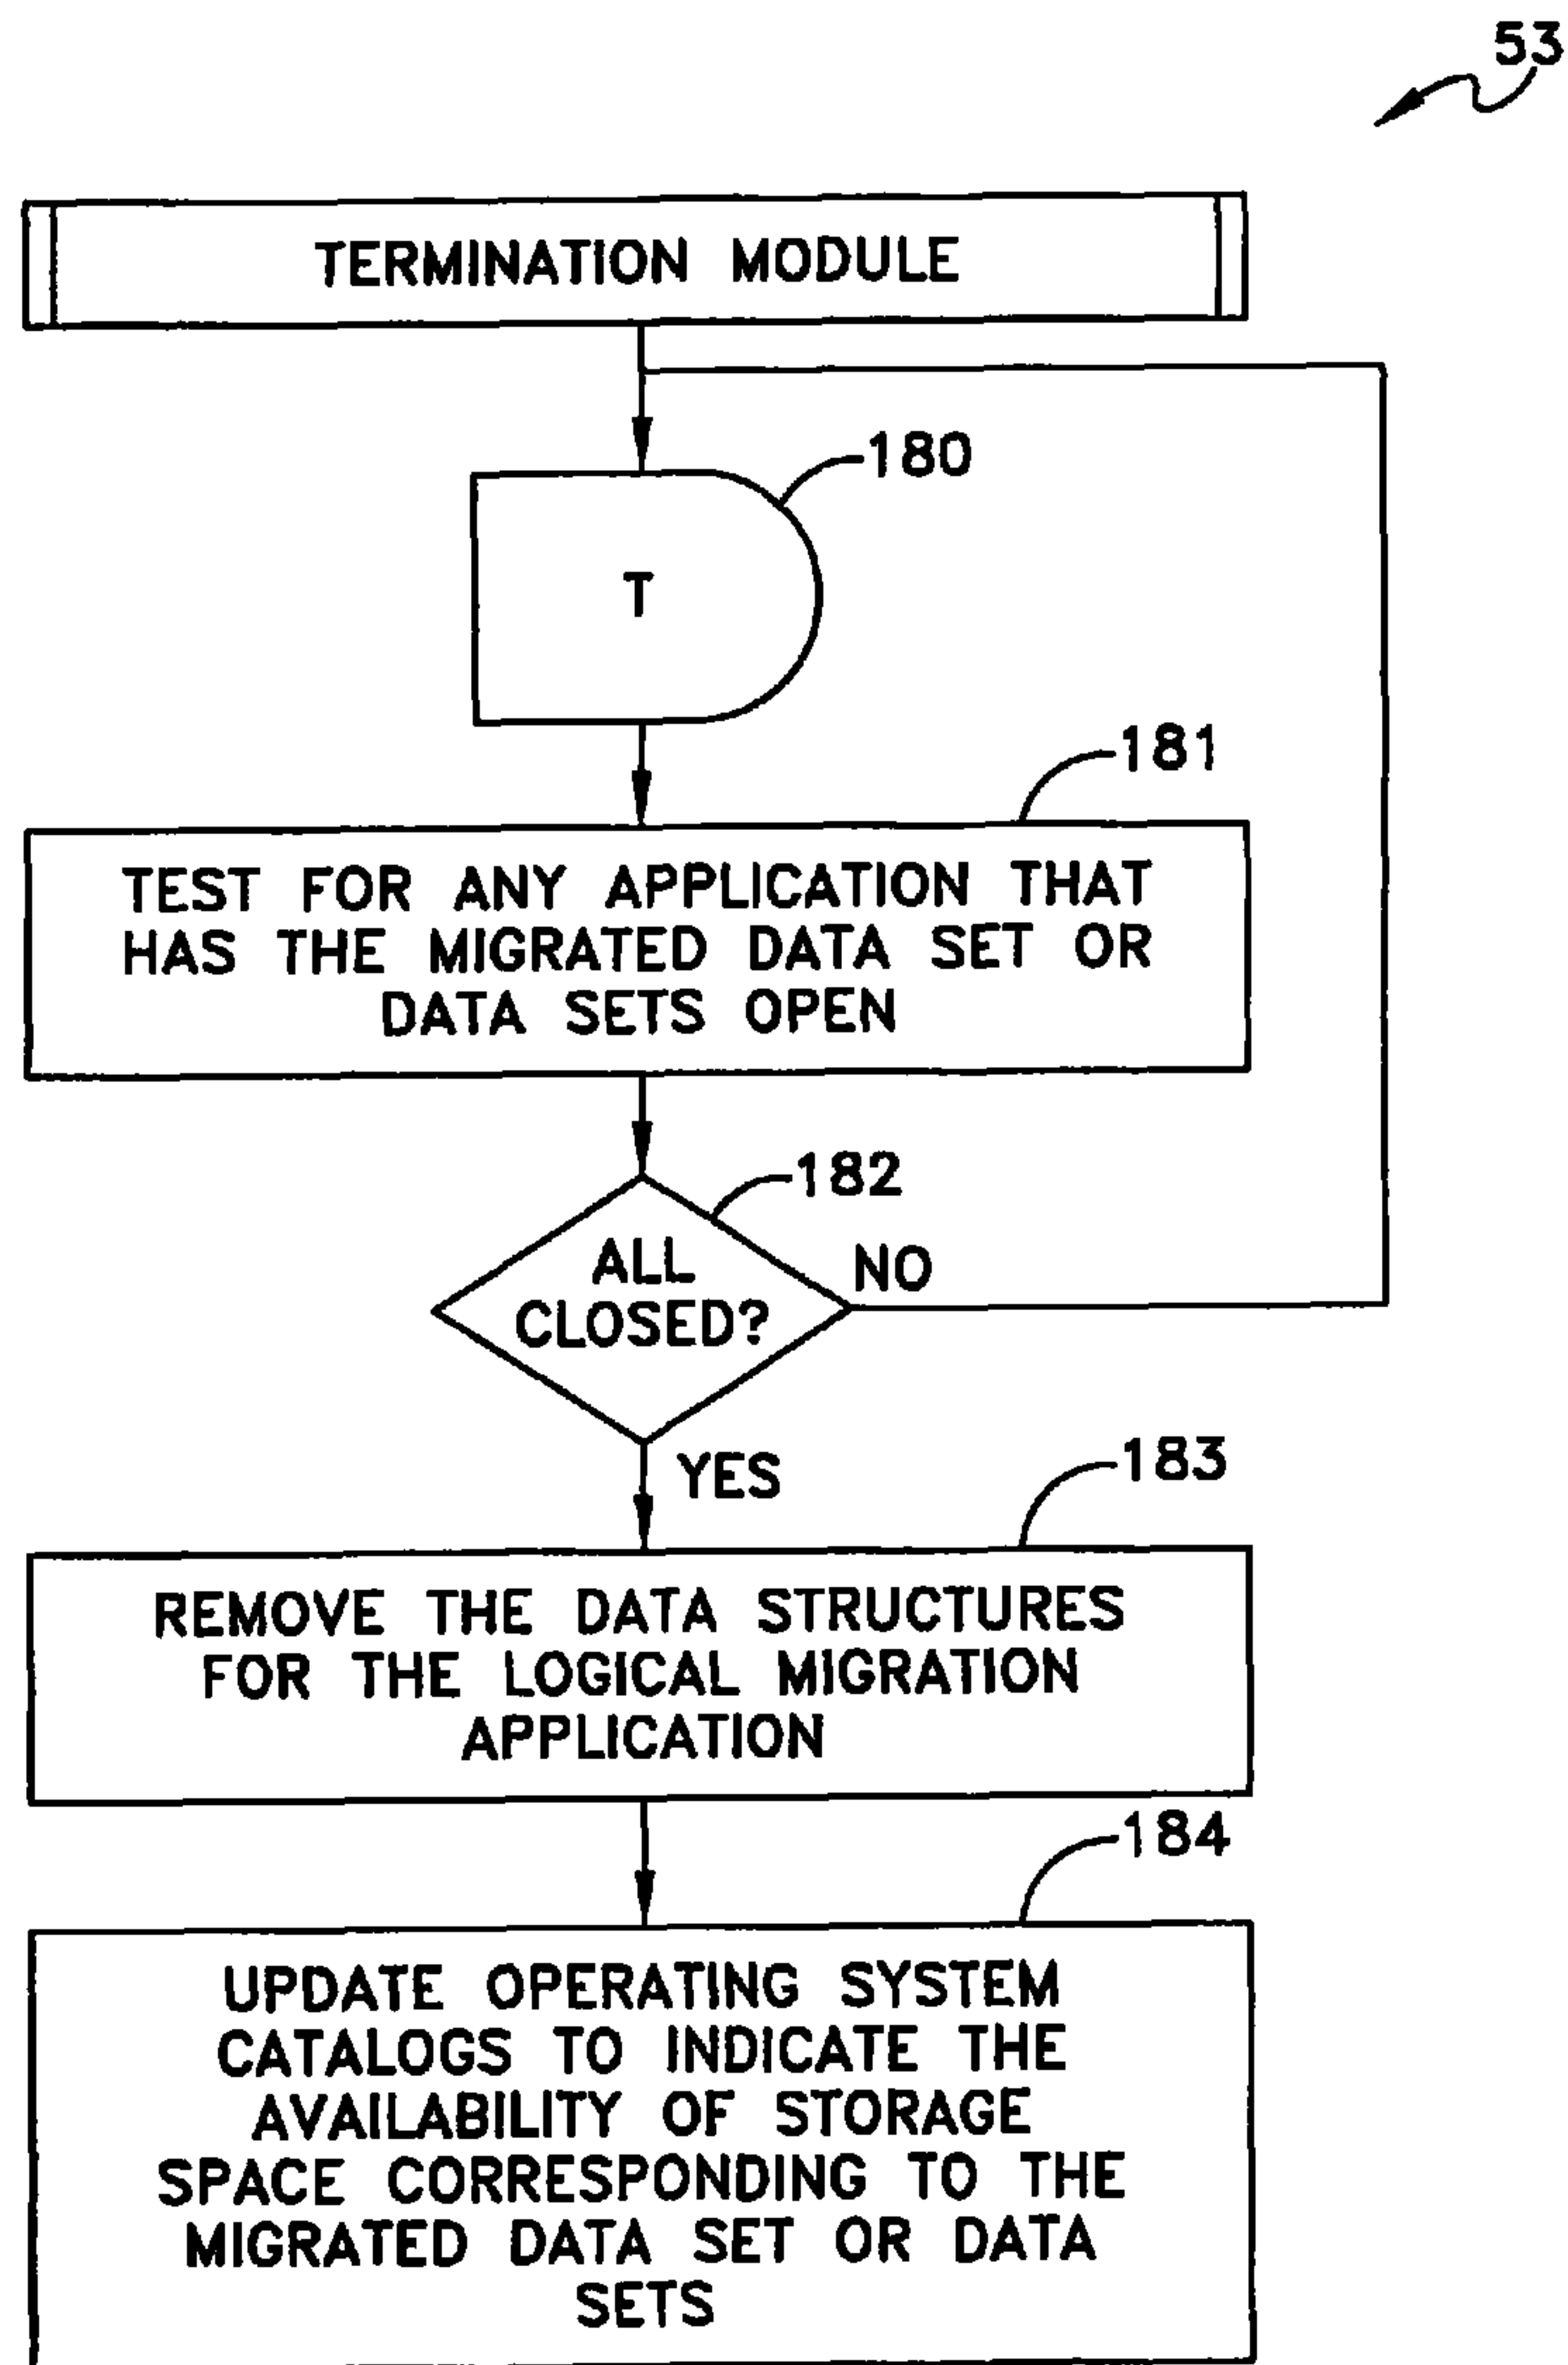 53
TERMINATION MODULE
180
T
181
TEST FOR ANY APPLICATION THAT
HAS THE MIGRATED DATA SET OR
DATA SETS OPEN
182
ALL
CLOSED?
NO
YES
183
REMOVE THE DATA STRUCTURES
FOR THE LOGICAL MIGRATION
APPLICATION
184
UPDATE OPERATING SYSTEM
CATALOGS TO INDICATE THE
AVAILABILITY OF STORAGE
SPACE CORRESPONDING TO THE
MIGRATED DATA SET OR DATA
SETS